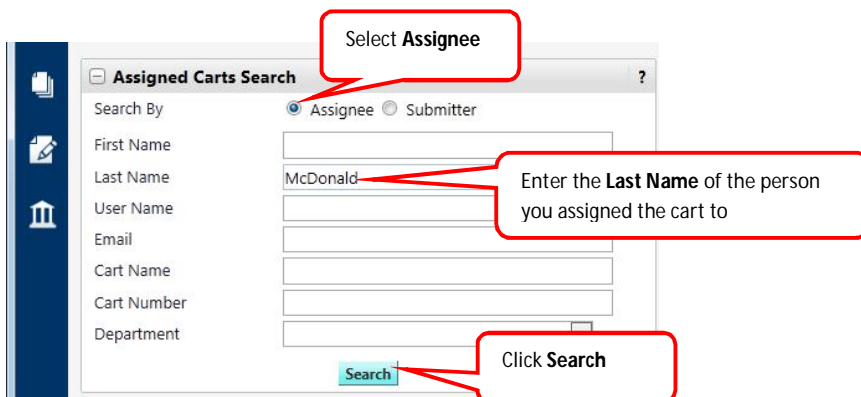 Select Assignee
Assigned Carts Search ?
Search By Assignee Submitter
First Name
Last Name McDonald
Enter the Last Name of the person
you assigned the cart to
User Name
Email
Cart Name
Cart Number
Department
Click Search
Search